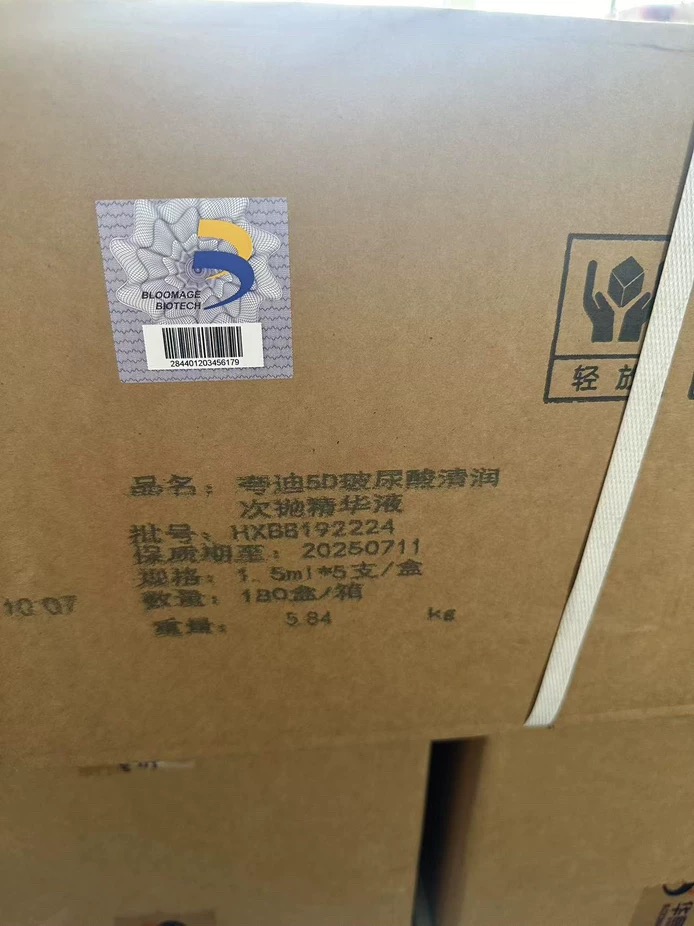 BLOOMAGE
BIOTECH
284401203456179
轻放
品名：夸迪5D玻尿酸清润
次抛精华液
批号：HXBB192224
保质期至：20250711
规格：1.5ml*5支/盒
数量：180盒/箱
重量：5.84 kg
10 07